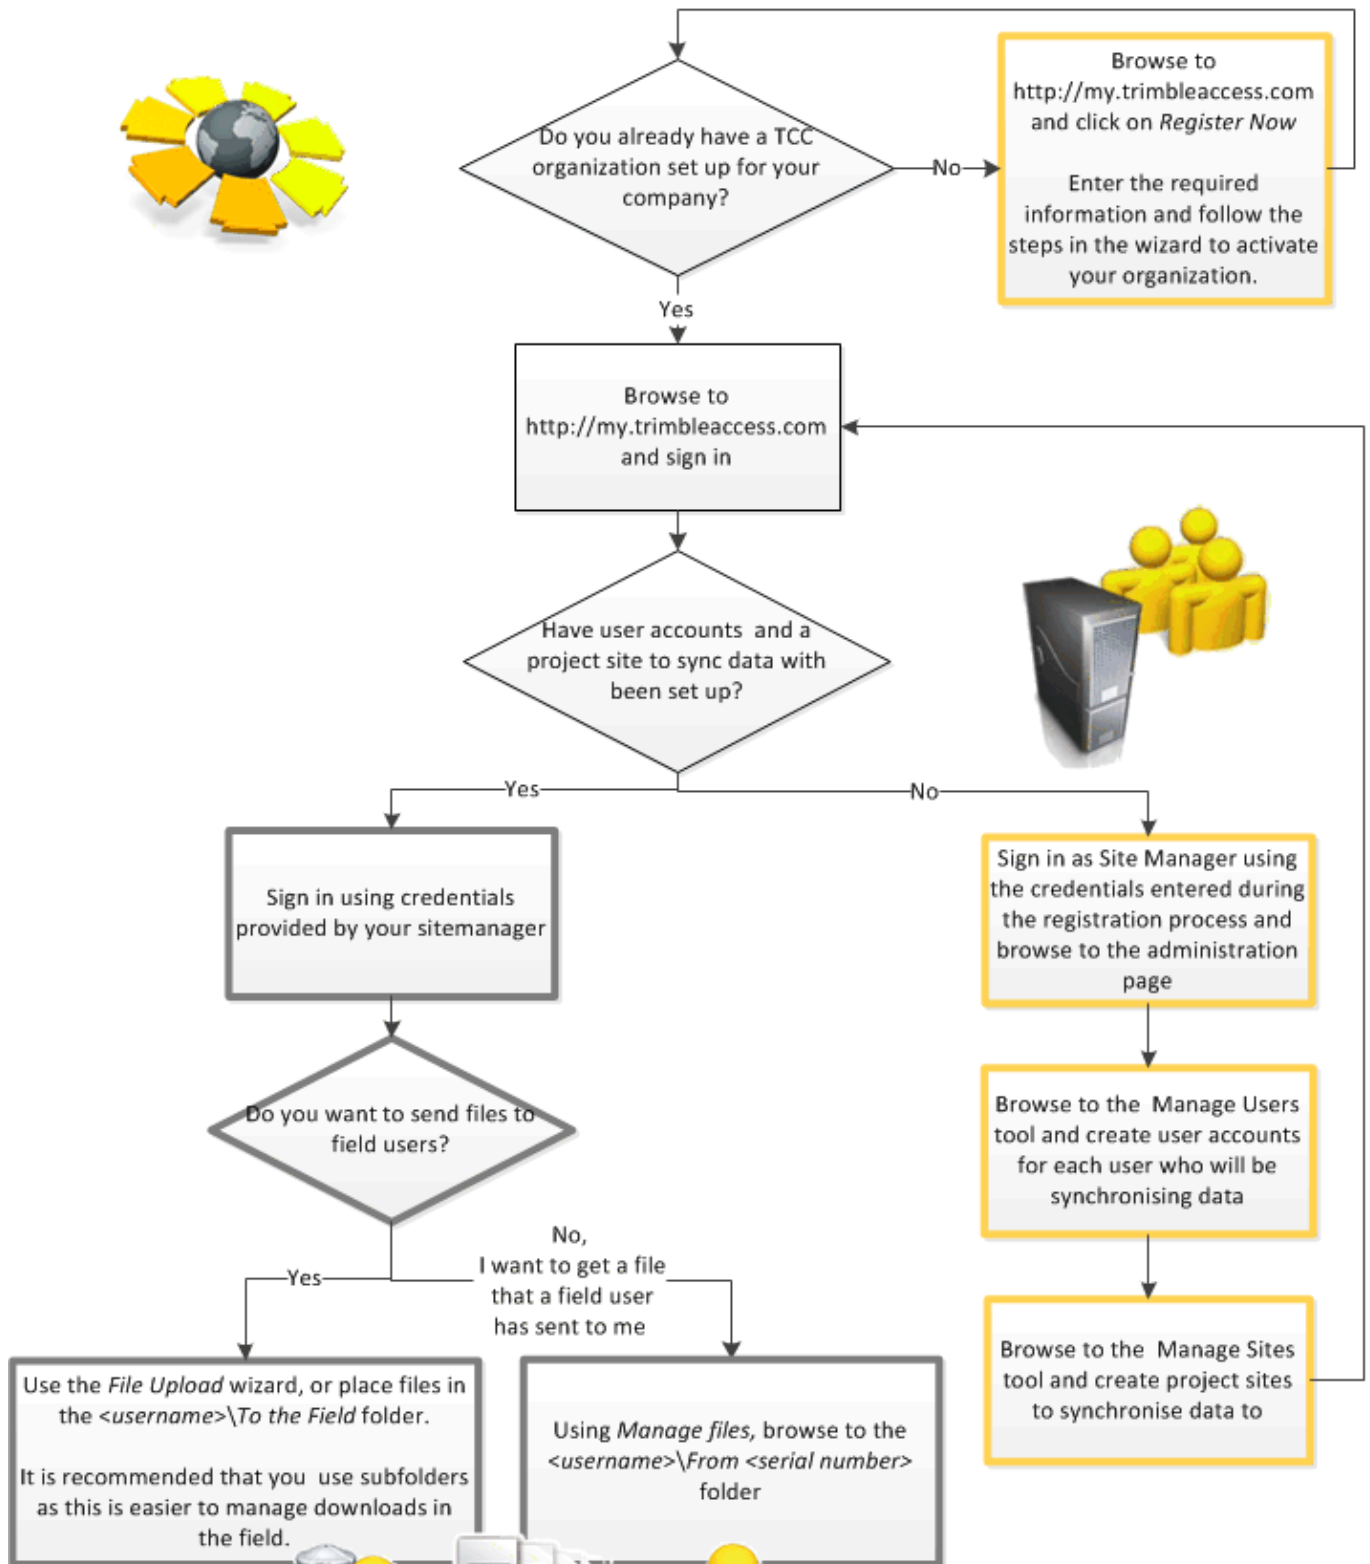 Do you already have a TCC
organization set up for your
company?
No
Browse to
http://my.trimbleaccess.com
and click on Register Now
Enter the required
information and follow the
steps in the wizard to activate
your organization.
Yes
Browse to
http://my.trimbleaccess.com
and sign in
Have user accounts and a
project site to sync data with
been set up?
Yes
No
Sign in using credentials
provided by your sitemanager
Sign in as Site Manager using
the credentials entered during
the registration process and
browse to the administration
page
Do you want to send files to
field users?
Browse to the Manage Users
tool and create user accounts
for each user who will be
synchronising data
Yes
No,
I want to get a file
that a field user
has sent to me
Browse to the Manage Sites
tool and create project sites
to synchronise data to
Use the File Upload wizard, or place files in
the <username>\To the Field folder.
It is recommended that you use subfolders
as this is easier to manage downloads in
the field.
Using Manage files, browse to the
<username>\From <serial number>
folder